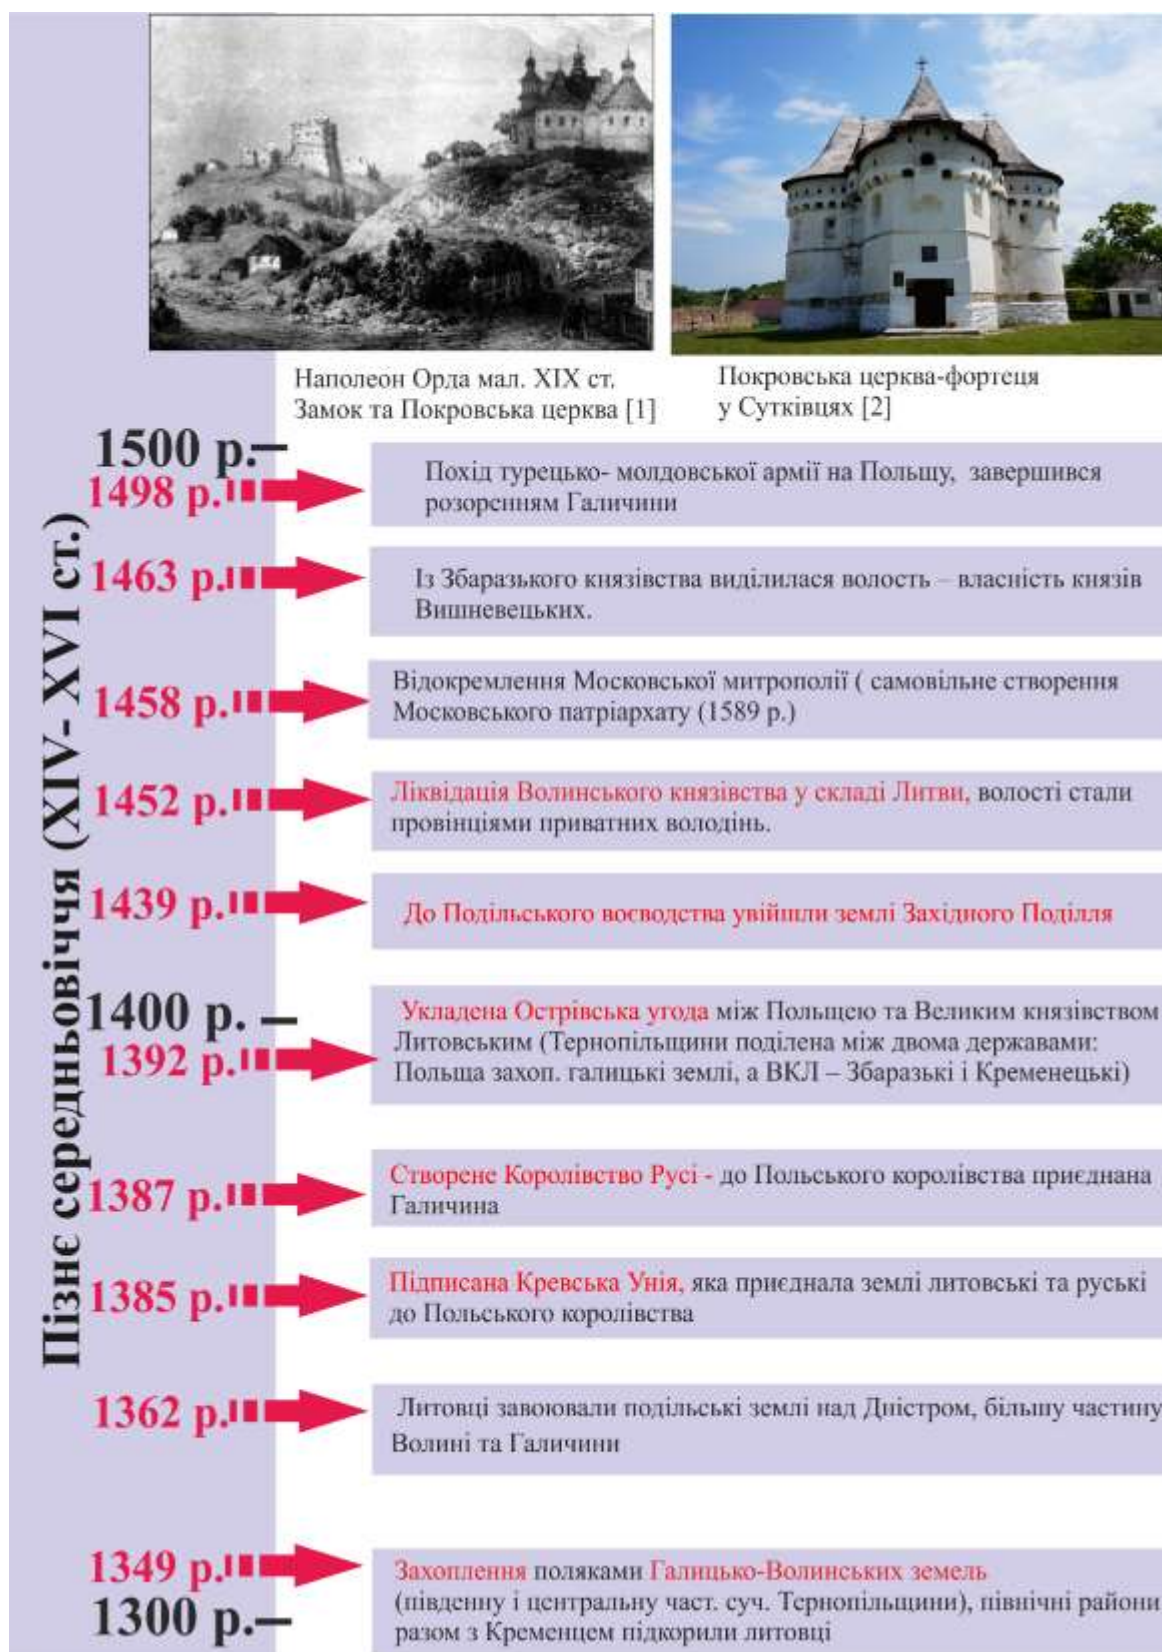 Наполеон Орда мал. ХІХ ст.
Замок та Покровська церква [1]
Покровська церква-фортеця
у Сутківцях [2]
Пізнє середньовіччя (XIV- XVI ст.)
1500 р.
1498 р.
Похід турецько- молдовської армії на Польщу, завершився
розоренням Галичини
1463 р.
Із Збаразького князівства виділилася волость – власність князів
Вишневецьких.
1458 р.
Відокремлення Московської митрополії ( самовільне створення
Московського патріархату (1589 р.)
1452 р.
Ліквідація Волинського князівства у складі Литви, волості стали
провінціями приватних володінь.
1439 р.
До Подільського воєводства увійшли землі Західного Поділля
1400 р.
1392 р.
Укладена Острівська угода між Польщею та Великим князівством
Литовським (Тернопільщини поділена між двома державами:
Польща захоп. галицькі землі, а ВКЛ – Збаразькі і Кременецькі)
1387 р.
Створене Королівство Русі - до Польського королівства приєднана
Галичина
1385 р.
Підписана Кревська Унія, яка приєднала землі литовські та руські
до Польського королівства
1362 р.
Литовці завоювали подільські землі над Дністром, більшу частину
Волині та Галичини
1349 р.
Захоплення поляками Галицько-Волинських земель
(південну і центральну част. суч. Тернопільщини), північні райони
разом з Кременцем підкорили литовці
1300 р.